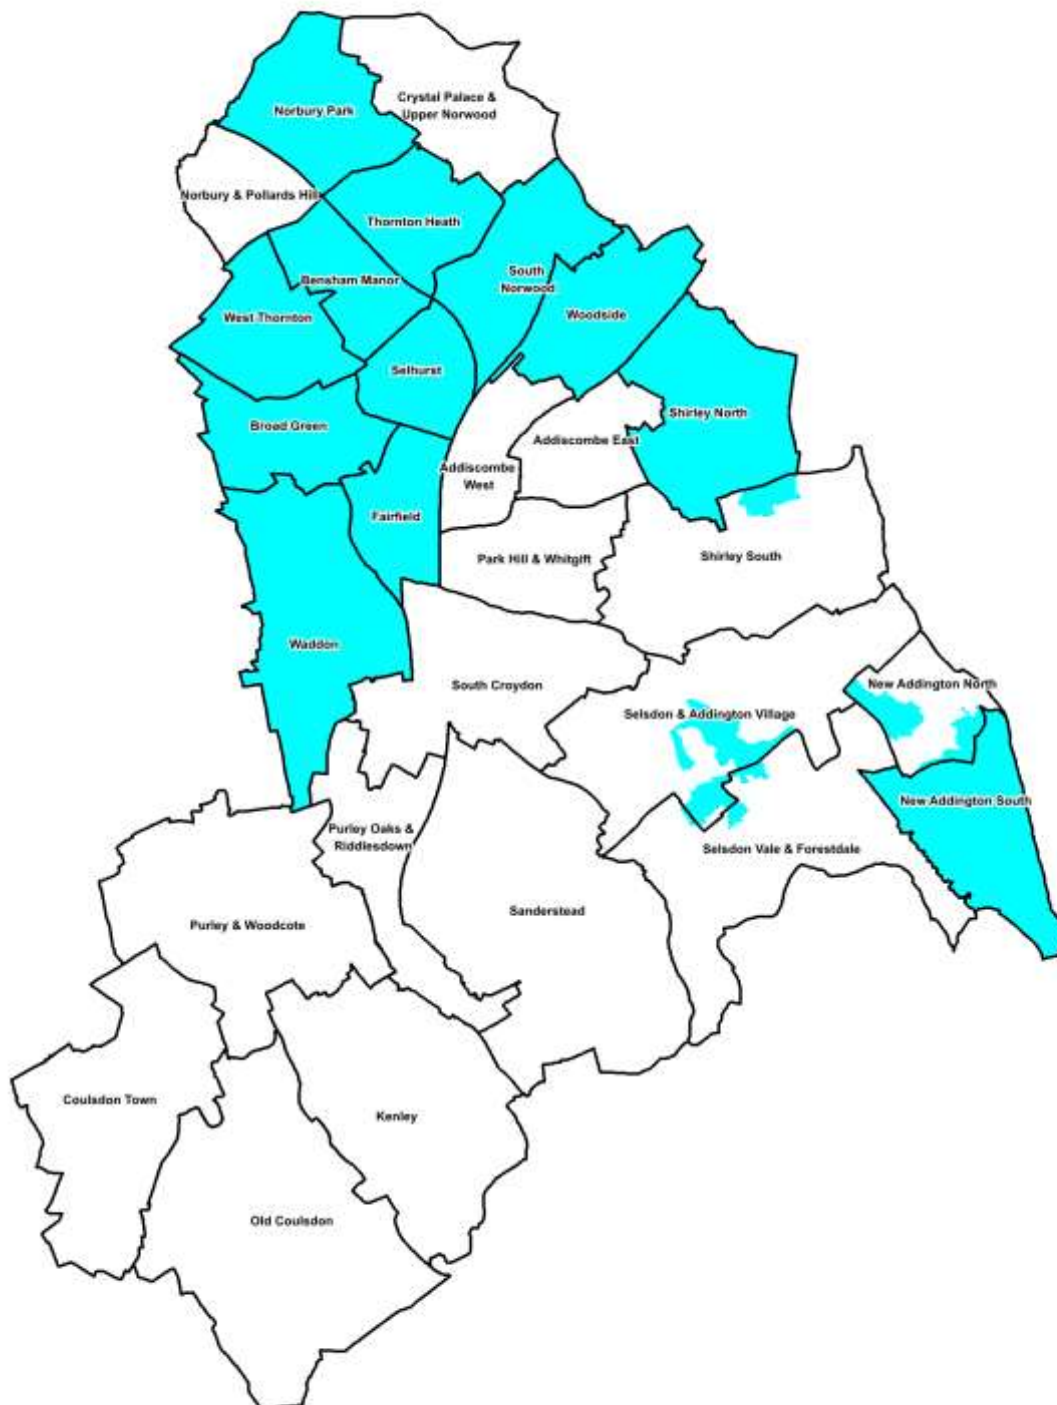 Crystal Palace &
Upper Norwood
Norbury Park
Norbury & Pollards Hill
Thornton Heath
Bensham Manor
South
Norwood
West Thornton
Woodside
Selhurst
Shirley North
Broad Green
Addiscombe East
Addiscombe
West
Fairfield
Park Hill & Whitgift
Shirley South
Waddon
South Croydon
New Addington North
Selsdon & Addington Village
New Addington South
Purley Oaks &
Riddlesdown
Selsdon Vale & Forestdale
Sanderstead
Purley & Woodcote
Coulsdon Town
Kenley
Old Coulsdon